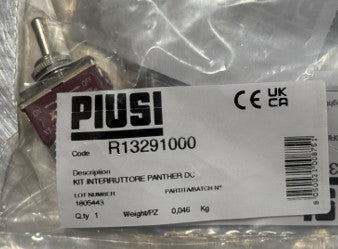 PIUSI
CE UK
CA
Code R13291000
Description
KIT INTERRUTTORE PANTHER DC
LOT NUMBER PARTITA/BATCH N°
1805443
Q.ty 1 Weight/PZ 0,046 Kg